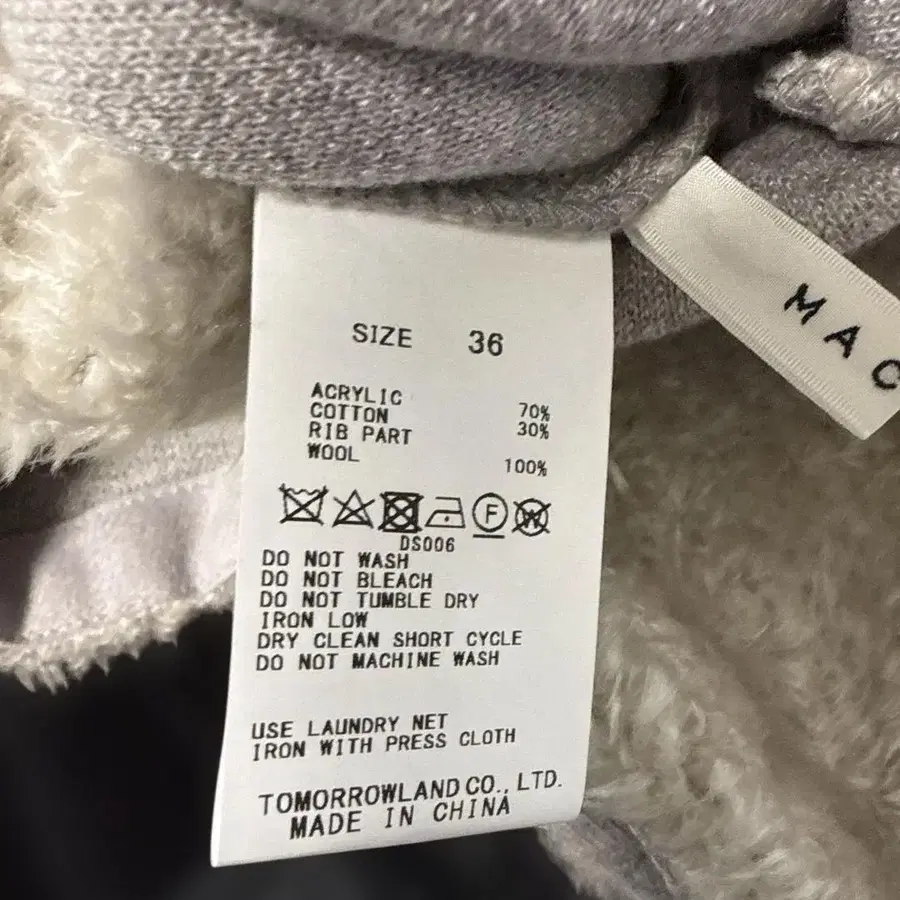 SIZE 36
ACRYLIC 70%
COTTON 30%
RIB PART
WOOL 100%
F W
DS006
DO NOT WASH
DO NOT BLEACH
DO NOT TUMBLE DRY
IRON LOW
DRY CLEAN SHORT CYCLE
DO NOT MACHINE WASH
USE LAUNDRY NET
IRON WITH PRESS CLOTH
TOMORROWLAND CO., LTD.
MADE IN CHINA
MAC